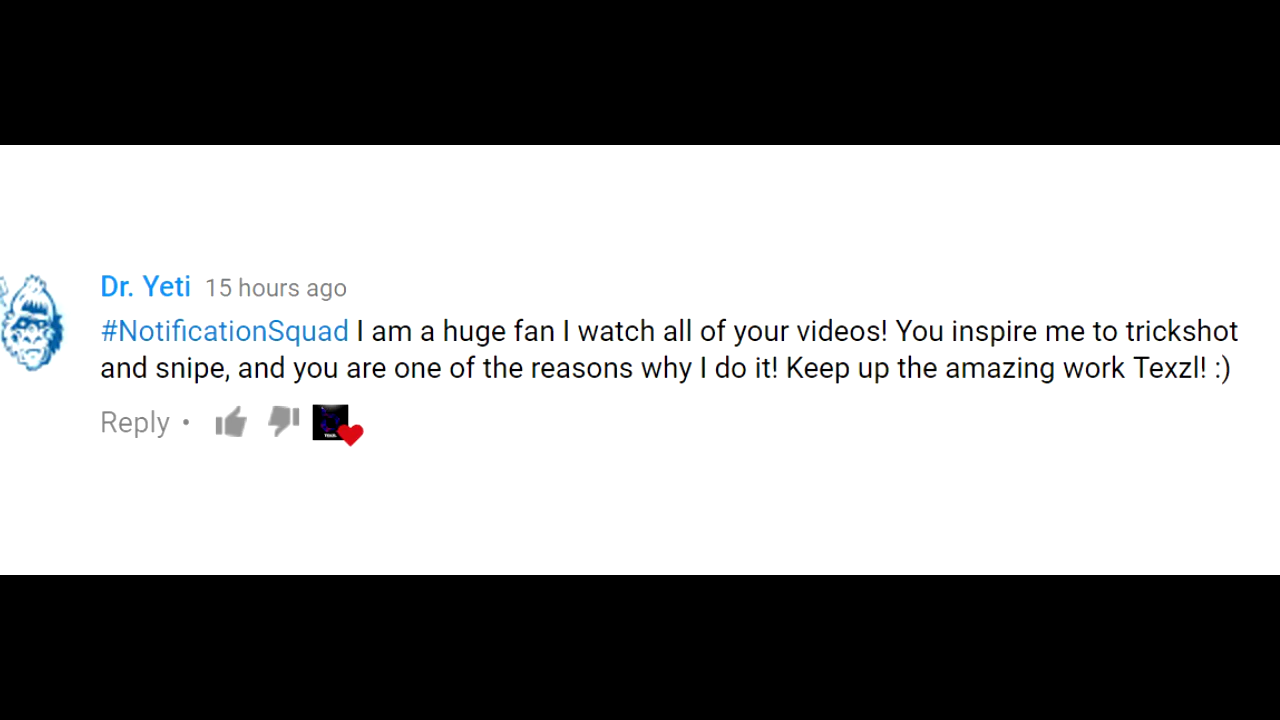 Dr. Yeti 15 hours ago
#NotificationSquad I am a huge fan I watch all of your videos! You inspire me to trickshot
and snipe, and you are one of the reasons why I do it! Keep up the amazing work Texzl! :)
Reply •